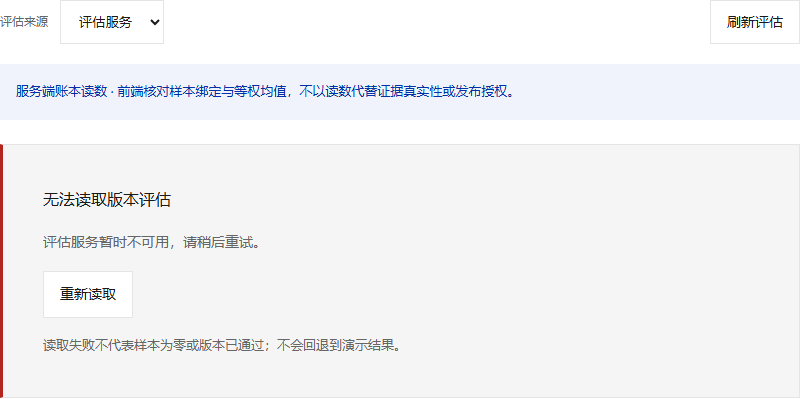 评估来源 评估服务 刷新评估
服务端账本读数 · 前端核对样本绑定与等权均值，不以读数代替证据真实性或发布授权。
无法读取版本评估
评估服务暂时不可用，请稍后重试。
重新读取
读取失败不代表样本为零或版本已通过；不会回退到演示结果。